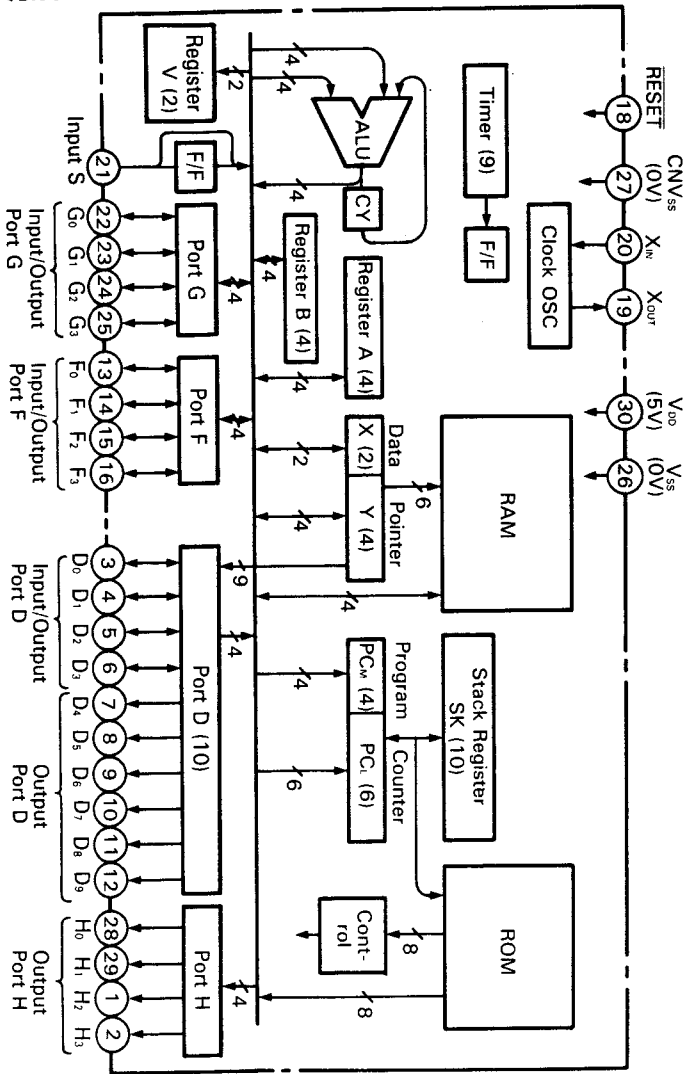 RESET
18
CNVss
(0V)
27
XIN
20
XOUT
19
VDD
(5V)
30
Vss
(0V)
26
Timer (9)
F/F
Clock OSC
RAM
Stack Register
SK (10)
ROM
Register
V (2)
2
4
4
ALU
4
CY
Register B (4)
4
Register A (4)
4
Data
Pointer
X (2)
Y (4)
6
2
4
9
4
Program
Counter
PCM (4)
PCL (6)
4
6
Cont-
rol
8
8
F/F
Input S
21
Port G
4
22
23
24
25
G0
G1
G2
G3
Input/Output
Port G
Port F
4
13
14
15
16
F0
F1
F2
F3
Input/Output
Port F
Port D (10)
4
3
4
5
6
7
8
9
10
11
12
D0
D1
D2
D3
D4
D5
D6
D7
D8
D9
Input/Output
Port D
Output
Port D
Port H
4
28
29
1
2
H0
H1
H2
H3
Output
Port H